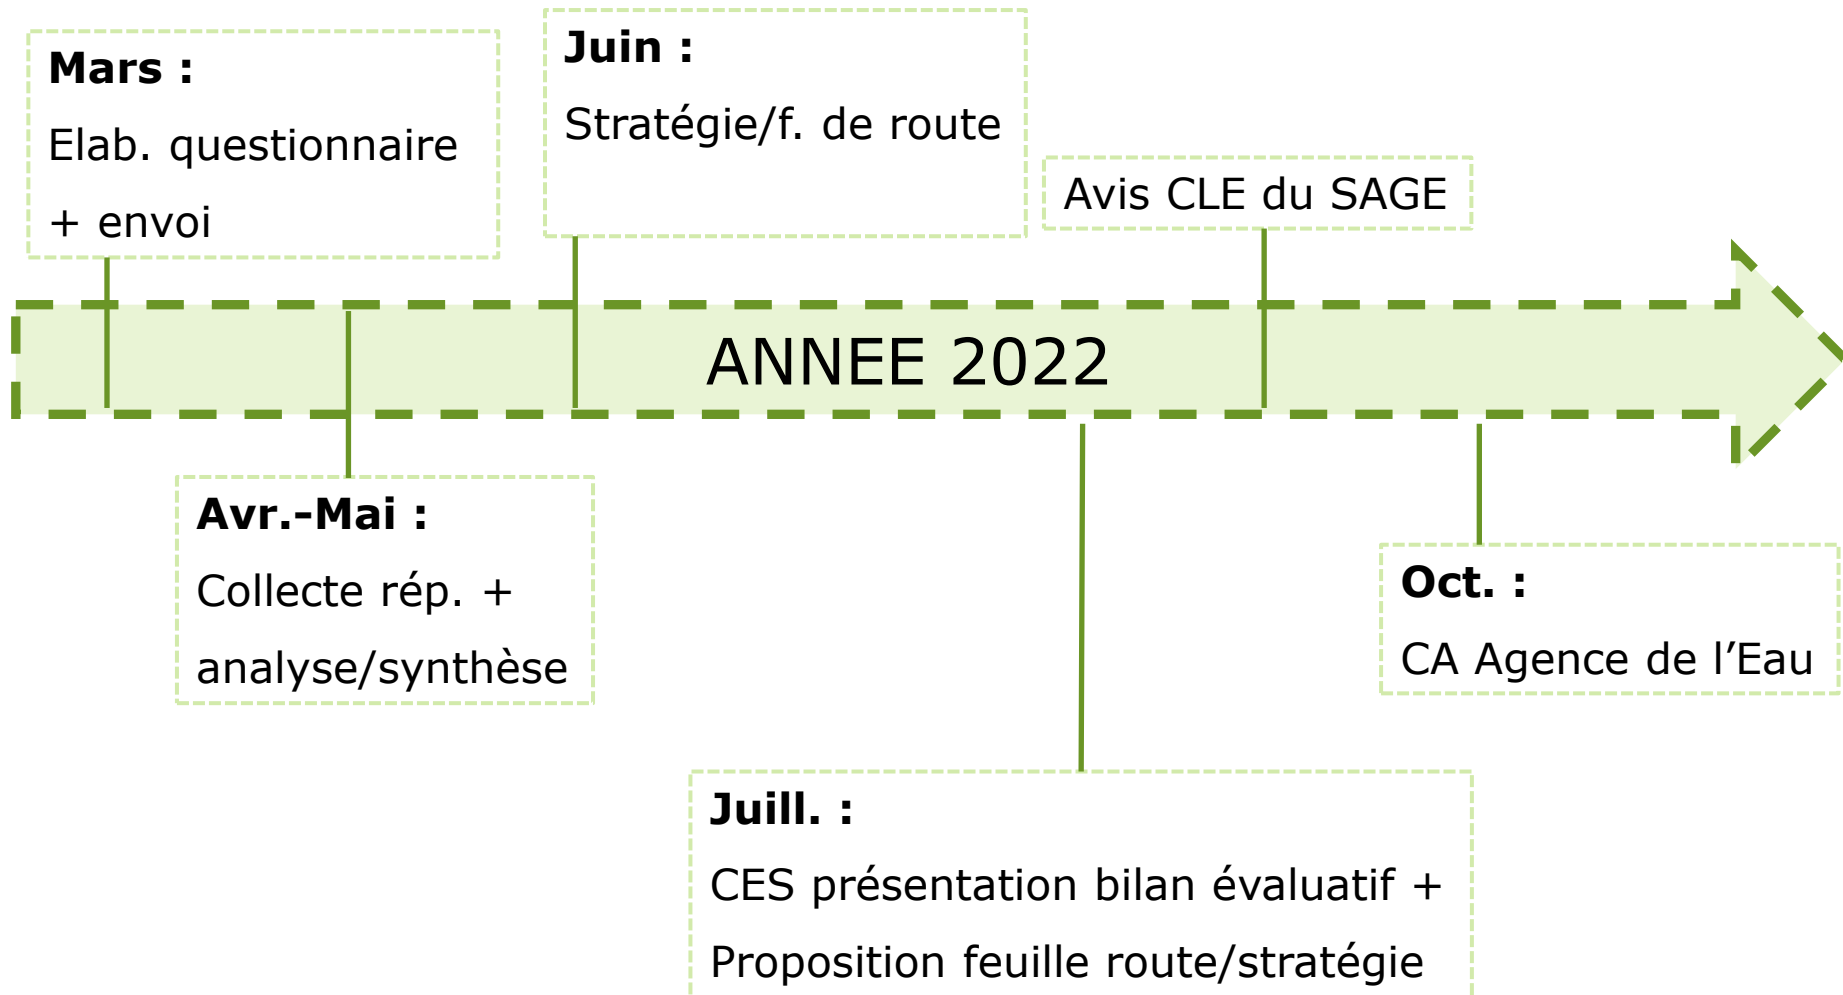 Mars :
Elab. questionnaire
+ envoi
Juin :
Stratégie/f. de route
Avis CLE du SAGE
ANNEE 2022
Avr.-Mai :
Collecte rép. +
analyse/synthèse
Oct. :
CA Agence de l’Eau
Juill. :
CES présentation bilan évaluatif +
Proposition feuille route/stratégie